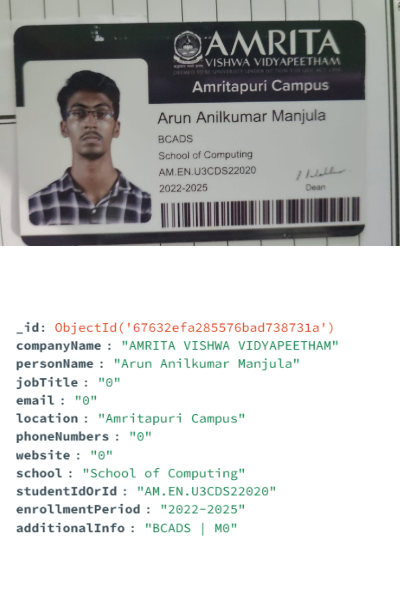 AMRITA
VISHWA VIDYAPEETHAM
Amritapuri Campus
Arun Anilkumar Manjula
BCADS
School of Computing
AM.EN.U3CDS22020
2022-2025
Dean
_id: ObjectId('67632efa285576bad738731a')
companyName : "AMRITA VISHWA VIDYAPEETHAM"
personName : "Arun Anilkumar Manjula"
jobTitle : "0"
email : "0"
location : "Amritapuri Campus"
phoneNumbers : "0"
website : "0"
school : "School of Computing"
studentIdOrId : "AM.EN.U3CDS22020"
enrollmentPeriod : "2022-2025"
additionalInfo : "BCADS | M0"